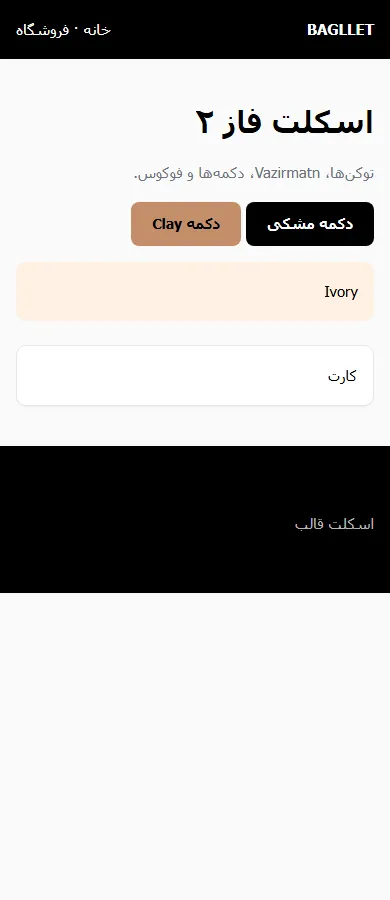 BAGLLET
خانه · فروشگاه
اسکلت فاز ۲
توکن‌ها، Vazirmatn، دکمه‌ها و فوکوس.
دکمه مشکی
دکمه Clay
Ivory
کارت
اسکلت قالب